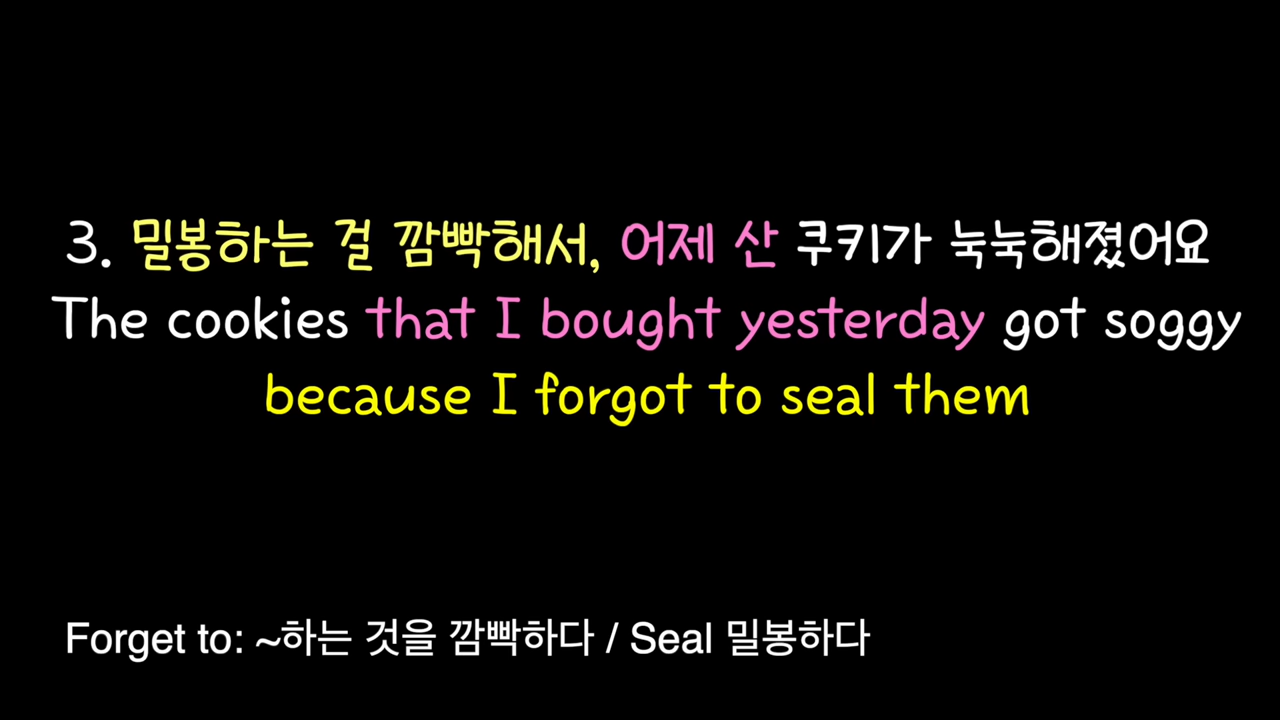 3. 밀봉하는 걸 깜빡해서, 어제 산 쿠키가 눅눅해졌어요
The cookies that I bought yesterday got soggy
because I forgot to seal them
Forget to: ~하는 것을 깜빡하다 / Seal 밀봉하다